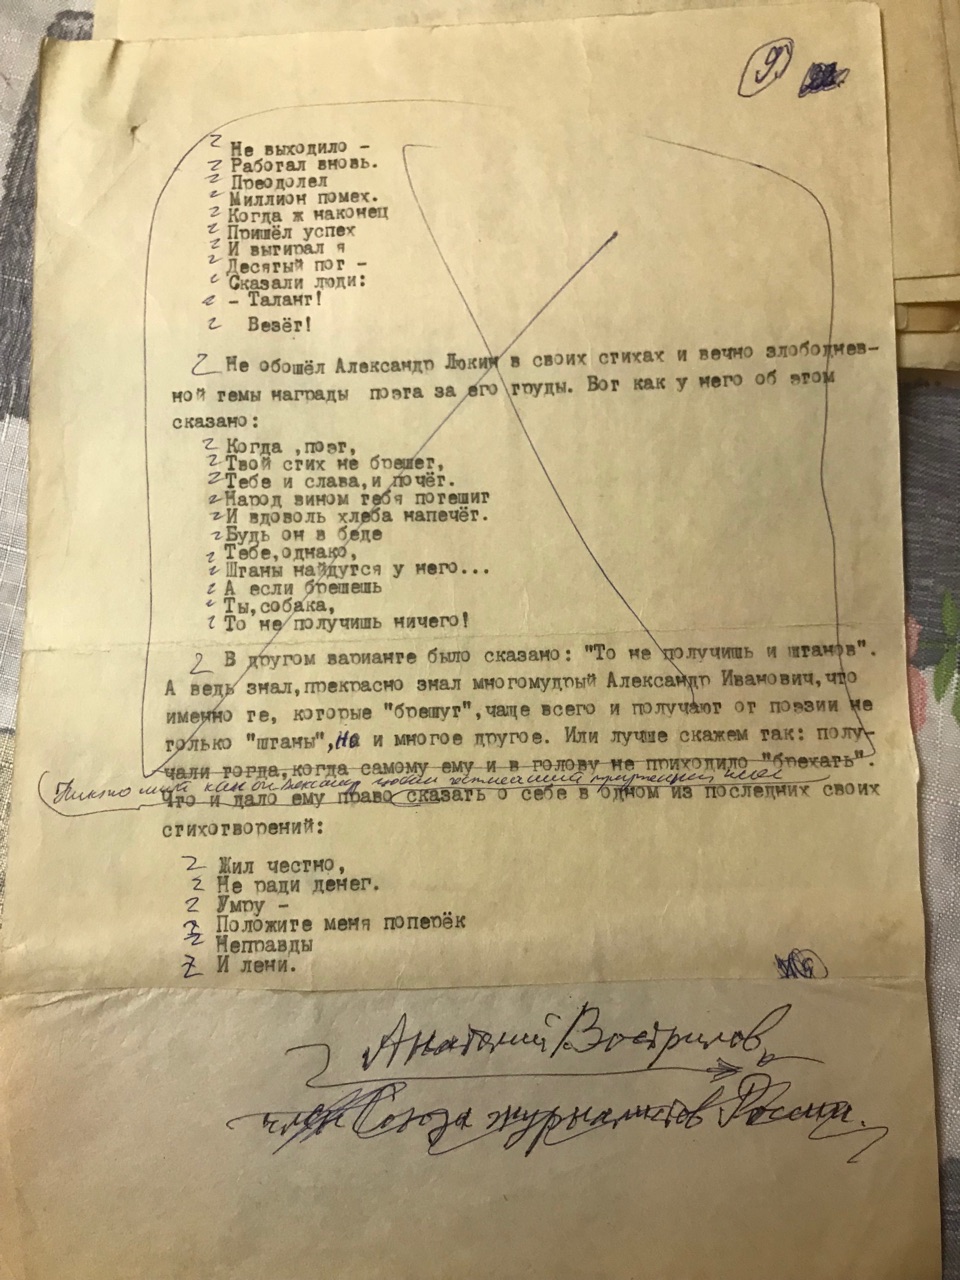 9
Не выходило -
Работал вновь.
Преодолел
Миллион помех.
Когда ж наконец
Пришёл успех
И вытирал я
Десятый пот -
Сказали люди:
- Талант!
Везёт!
Не обошёл Александр Люкин в своих стихах и вечно злободнев-
ной темы награды поэта за его труды. Вот как у него об этом
сказано:
Когда ,поэт,
Твой стих не брешет,
Тебе и слава,и почёт.
Народ вином тебя потешит
И вдоволь хлеба напечёт.
Будь он в беде
Тебе,однако,
Штаны найдутся у него...
А если брешешь
Ты,собака,
То не получишь ничего!
В другом варианте было сказано: "То не получишь и штанов".
А ведь знал,прекрасно знал многомудрый Александр Иванович,что
именно те, которые "брешут",чаще всего и получают от поэзии не
только "штаны",но и многое другое. Или лучше скажем так: полу-
чали тогда,когда самому ему и в голову не приходило "брехать".
Что и дало ему право сказать о себе в одном из последних своих
стихотворений:
Жил честно,
Не ради денег.
Умру -
Положите меня поперёк
Неправды
И лени.
Анатолий Востриков,
член Союза журналистов России.